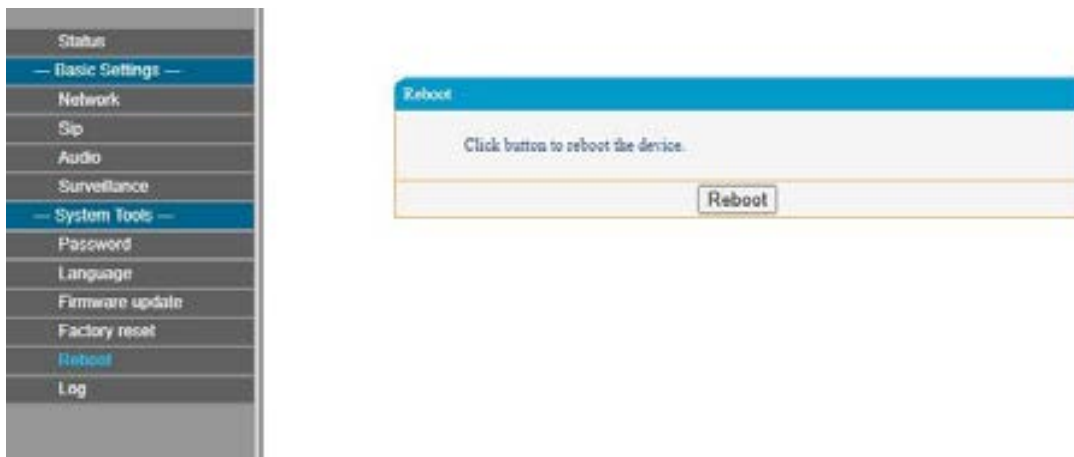 Status
— Basic Settings —
Network
Sip
Audio
Surveillance
— System Tools —
Password
Language
Firmware update
Factory reset
Reboot
Log
Reboot
Click button to reboot the device.
Reboot